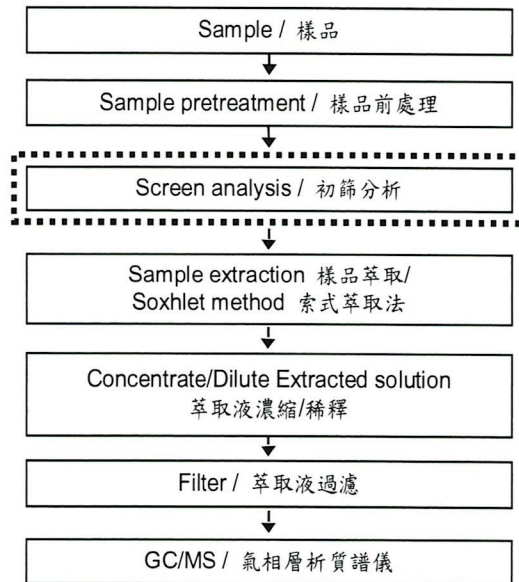 Sample / 樣品
Sample pretreatment / 樣品前處理
Screen analysis / 初篩分析
Sample extraction 樣品萃取/
Soxhlet method 索式萃取法
Concentrate/Dilute Extracted solution
萃取液濃縮/稀釋
Filter / 萃取液過濾
GC/MS / 氣相層析質譜儀